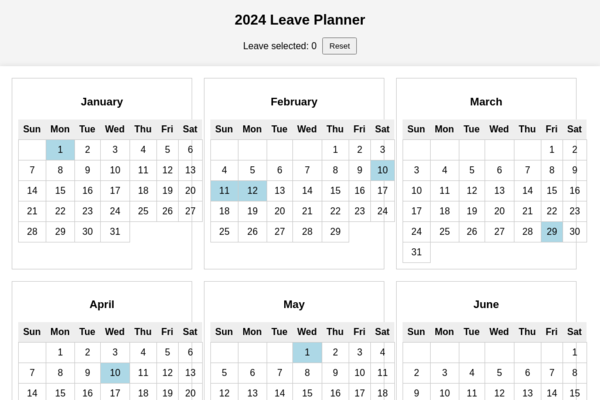 2024 Leave Planner
Leave selected: 0 Reset
January
Sun Mon Tue Wed Thu Fri Sat
1 2 3 4 5 6
7 8 9 10 11 12 13
14 15 16 17 18 19 20
21 22 23 24 25 26 27
28 29 30 31
February
Sun Mon Tue Wed Thu Fri Sat
1 2 3
4 5 6 7 8 9 10
11 12 13 14 15 16 17
18 19 20 21 22 23 24
25 26 27 28 29
March
Sun Mon Tue Wed Thu Fri Sat
1 2
3 4 5 6 7 8 9
10 11 12 13 14 15 16
17 18 19 20 21 22 23
24 25 26 27 28 29 30
31
April
Sun Mon Tue Wed Thu Fri Sat
1 2 3 4 5 6
7 8 9 10 11 12 13
14 15 16 17 18 19 20
May
Sun Mon Tue Wed Thu Fri Sat
1 2 3 4
5 6 7 8 9 10 11
12 13 14 15 16 17 18
June
Sun Mon Tue Wed Thu Fri Sat
1
2 3 4 5 6 7 8
9 10 11 12 13 14 15